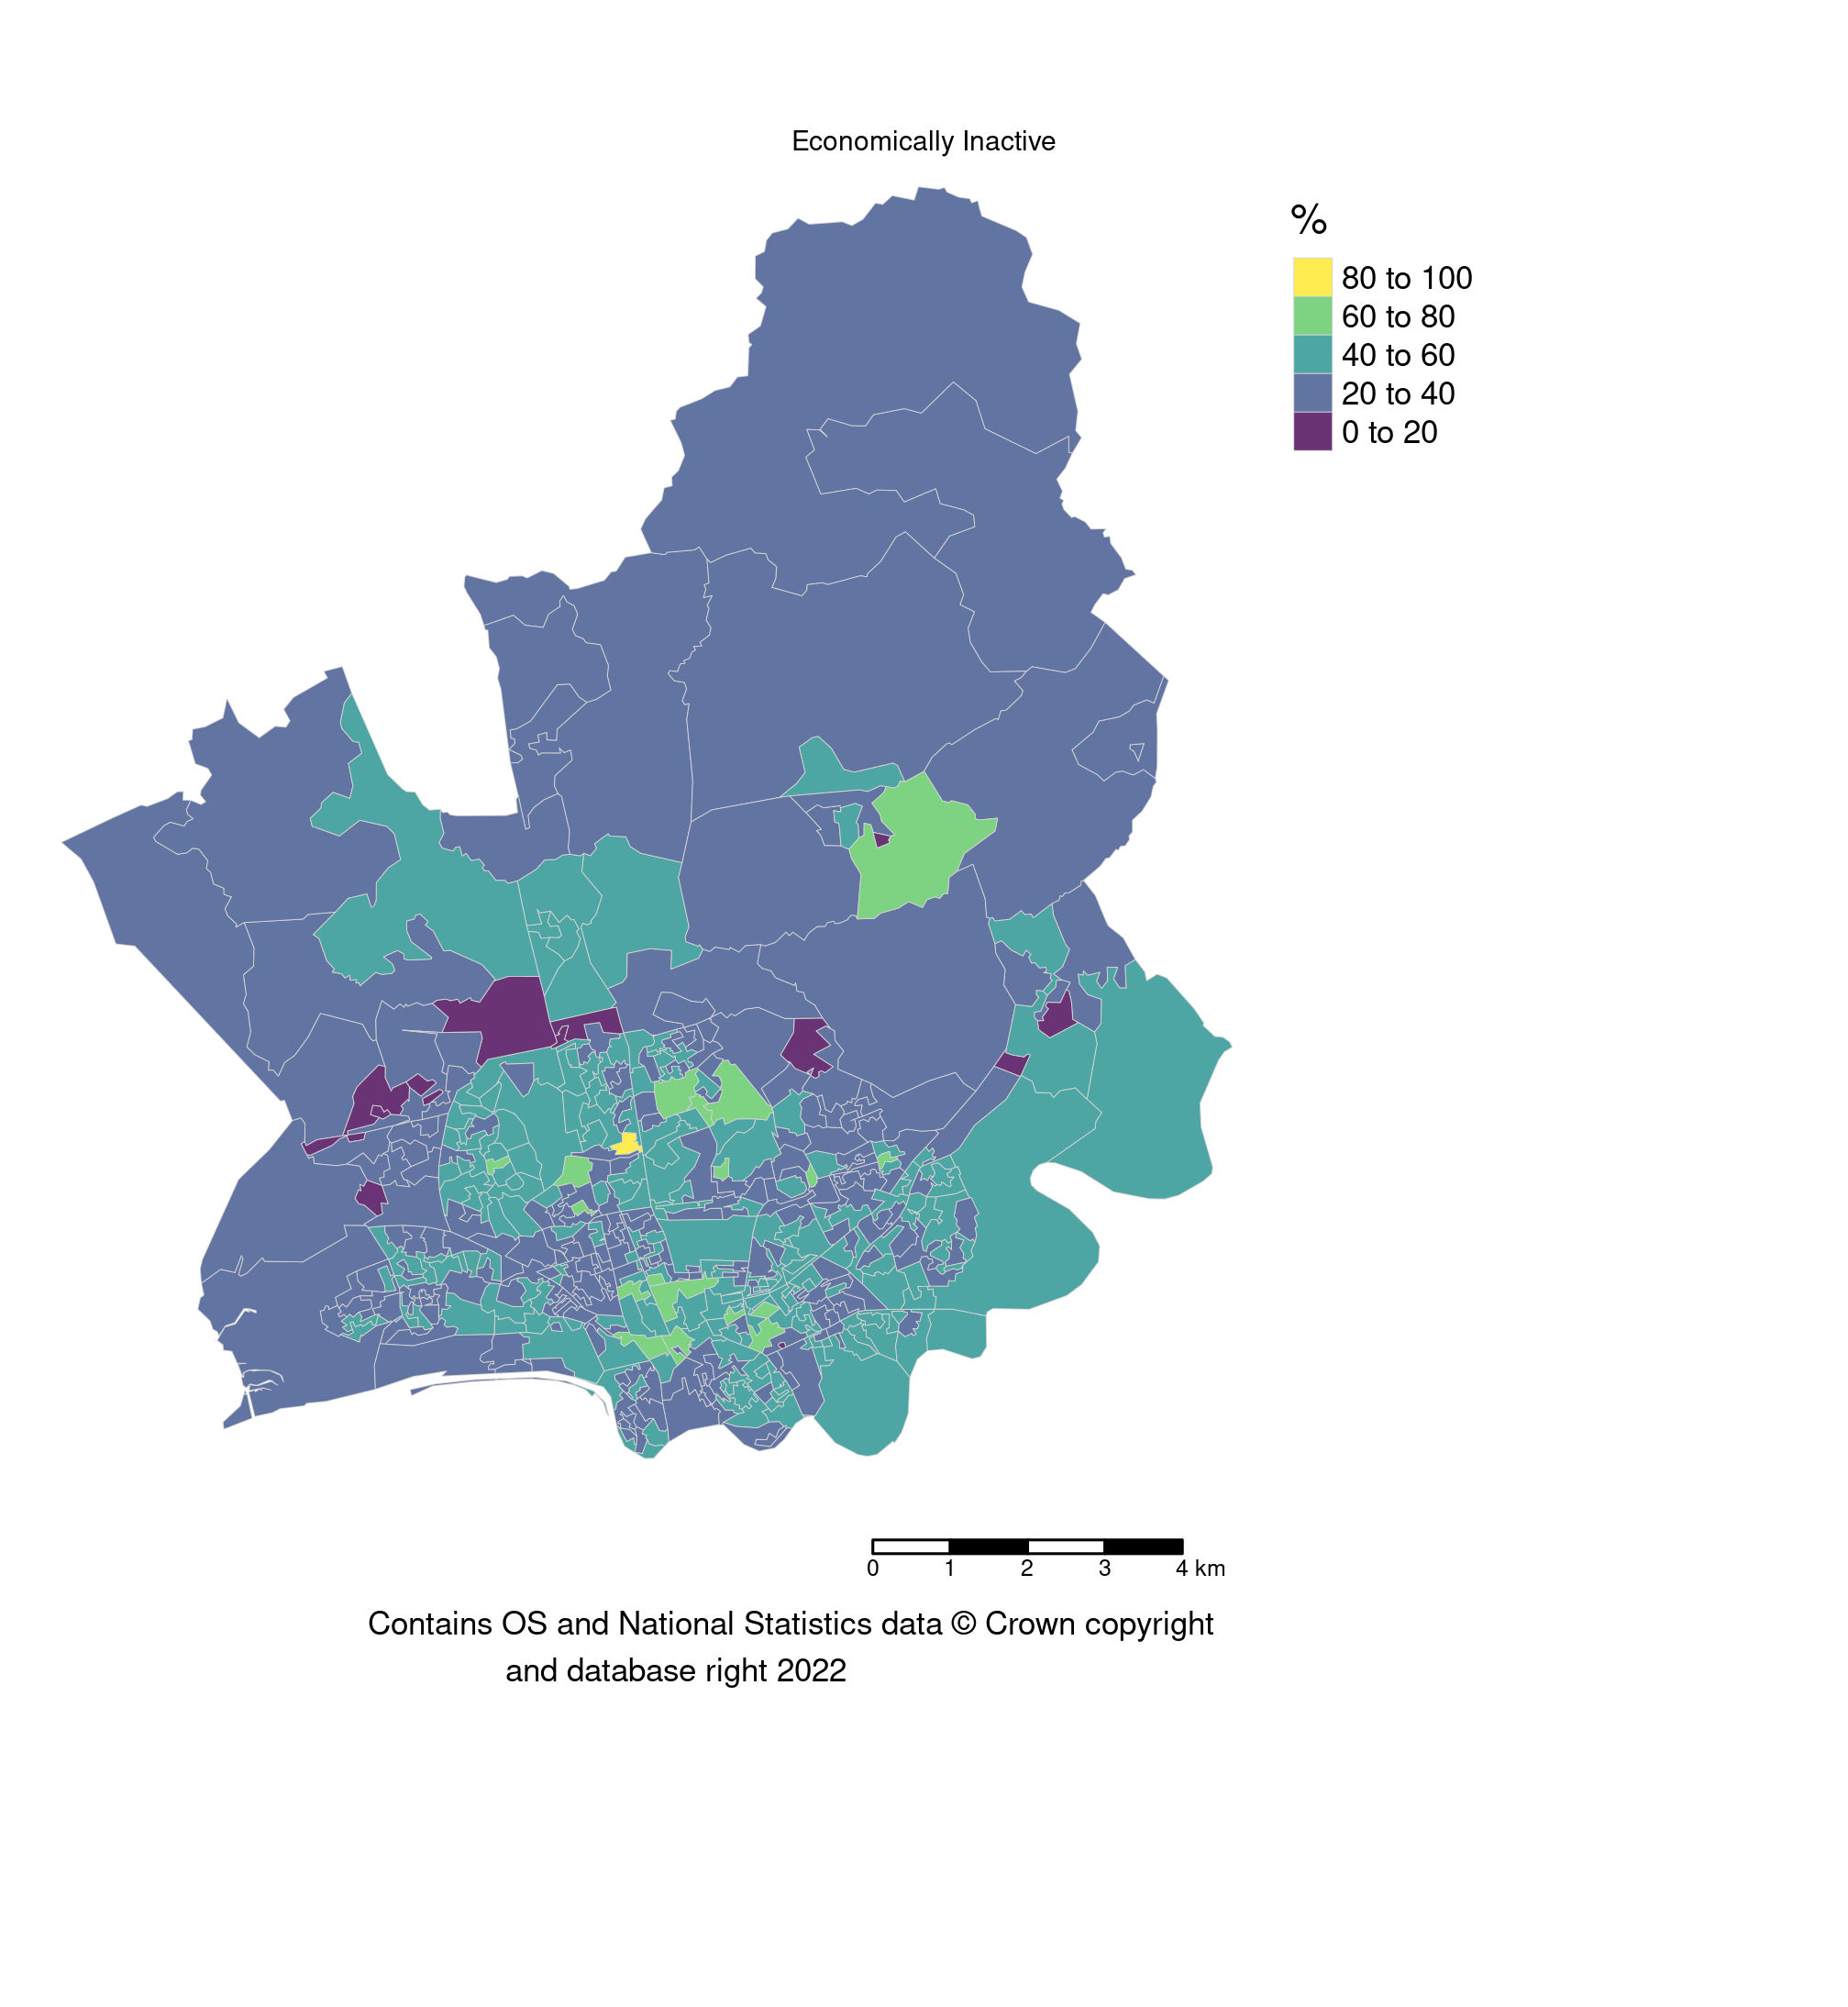 Economically Inactive
%
80 to 100
60 to 80
40 to 60
20 to 40
0 to 20
0 1 2 3 4 km
Contains OS and National Statistics data © Crown copyright
and database right 2022